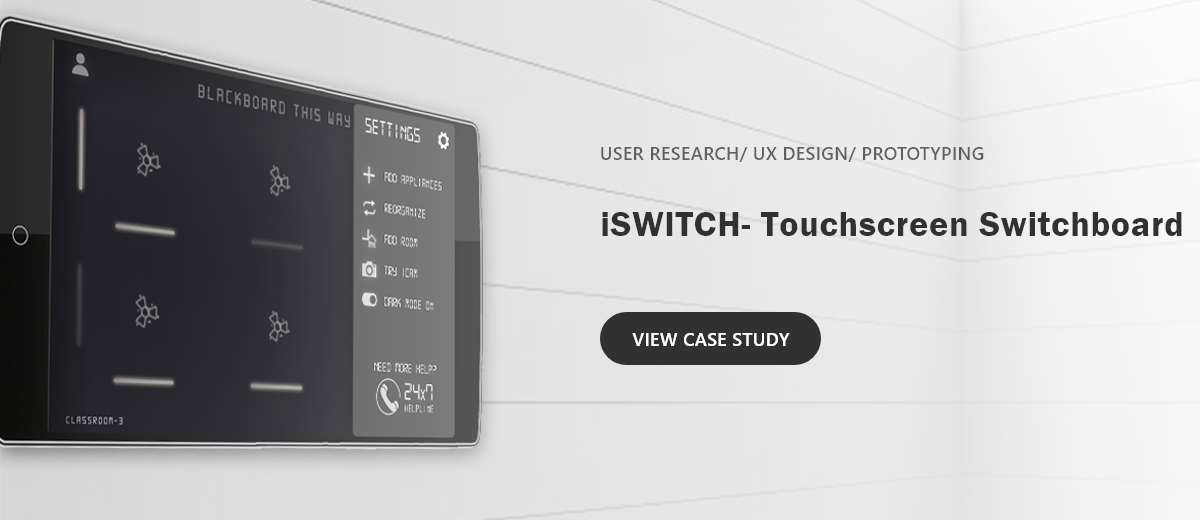 BLACKBOARD THIS WAY
SETTINGS
ADD APPLIANCES
REORGANIZE
ADD ROOM
TRY ICAM
DARK MODE ON
NEED MORE HELP?
24x7
HELPLINE
CLASSROOM-3
USER RESEARCH/ UX DESIGN/ PROTOTYPING
iSWITCH- Touchscreen Switchboard
VIEW CASE STUDY